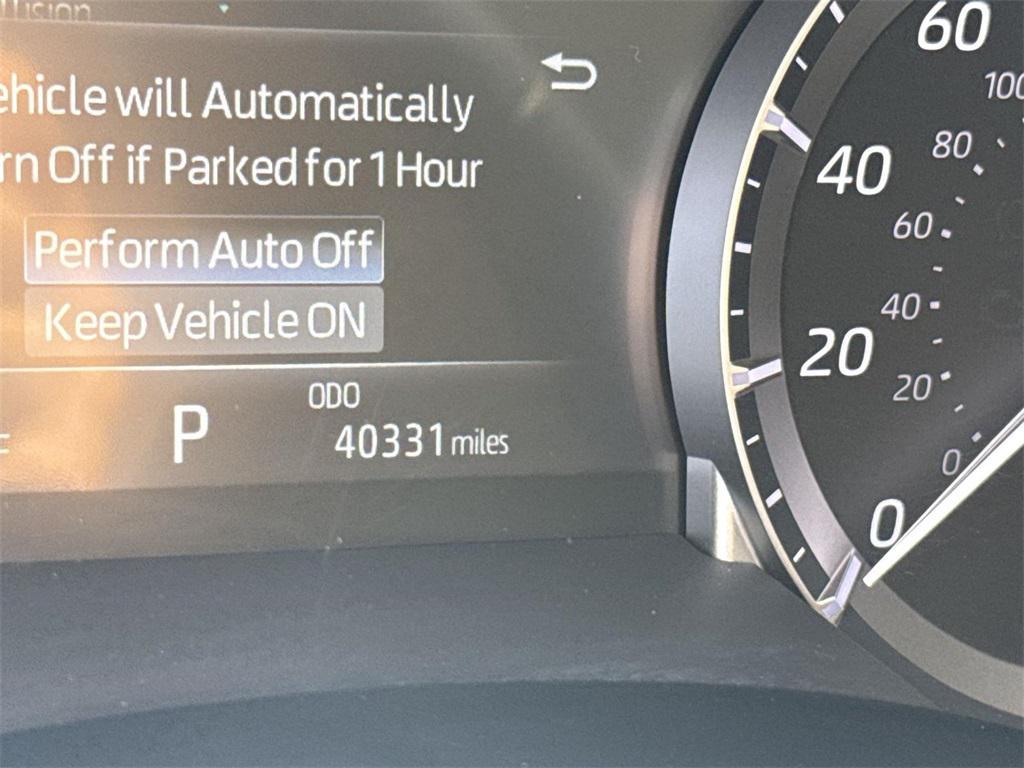 ehicle will Automatically
rn Off if Parked for 1 Hour
Perform Auto Off
Keep Vehicle ON
P
ODO
40331 miles
60
100
40
80
60
40
20
20
0
0